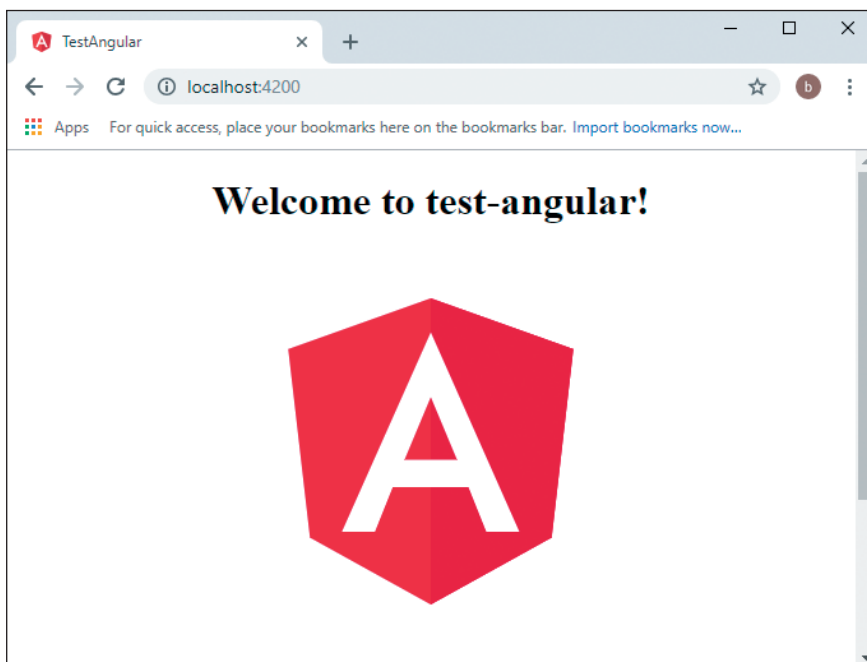 TestAngular
localhost:4200
b
Apps For quick access, place your bookmarks here on the bookmarks bar. Import bookmarks now...
Welcome to test-angular!
A